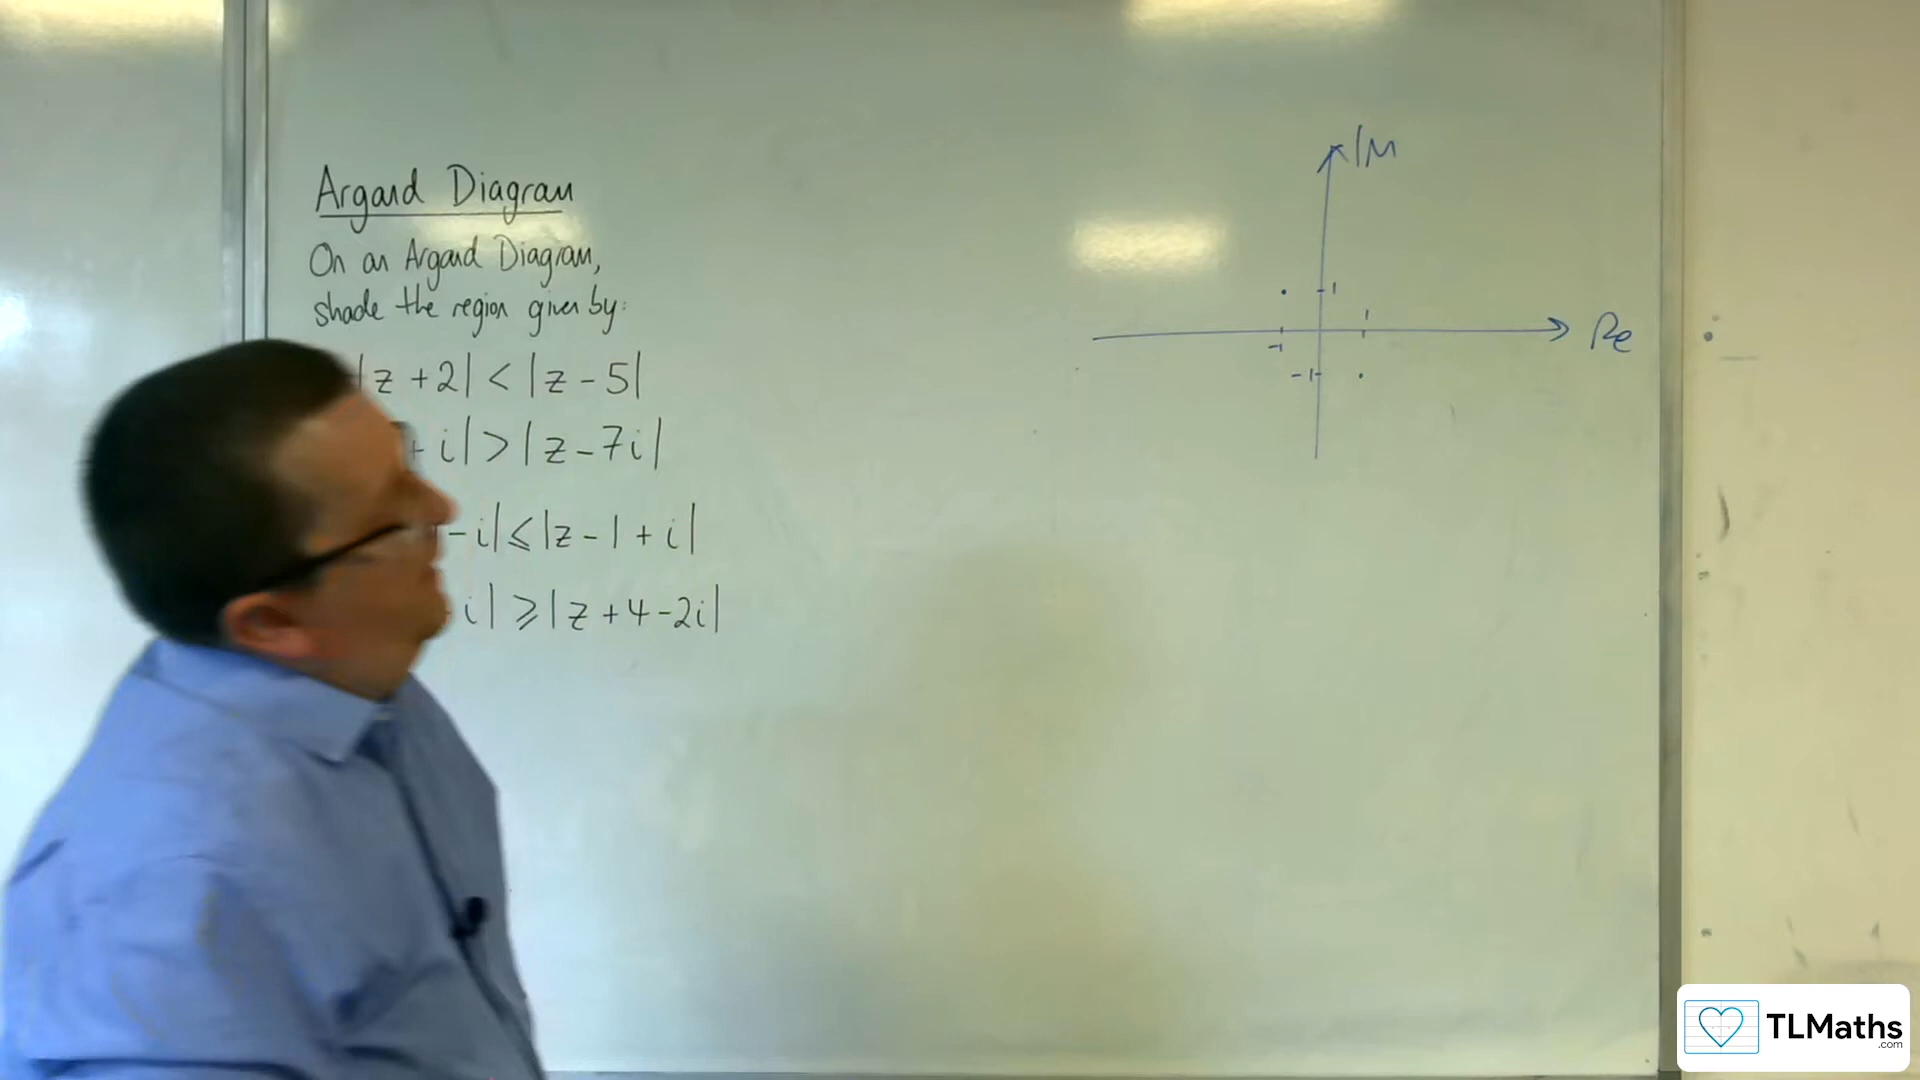 Argand Diagram
On an Argand Diagram,
shade the region given by:
|z + 2| < |z - 5|
+ i| > |z - 7i|
- i| ⩽ |z - 1 + i|
i| ⩾ |z + 4 - 2i|
IM
1
1
Re
-1
-1
TLMaths
.com